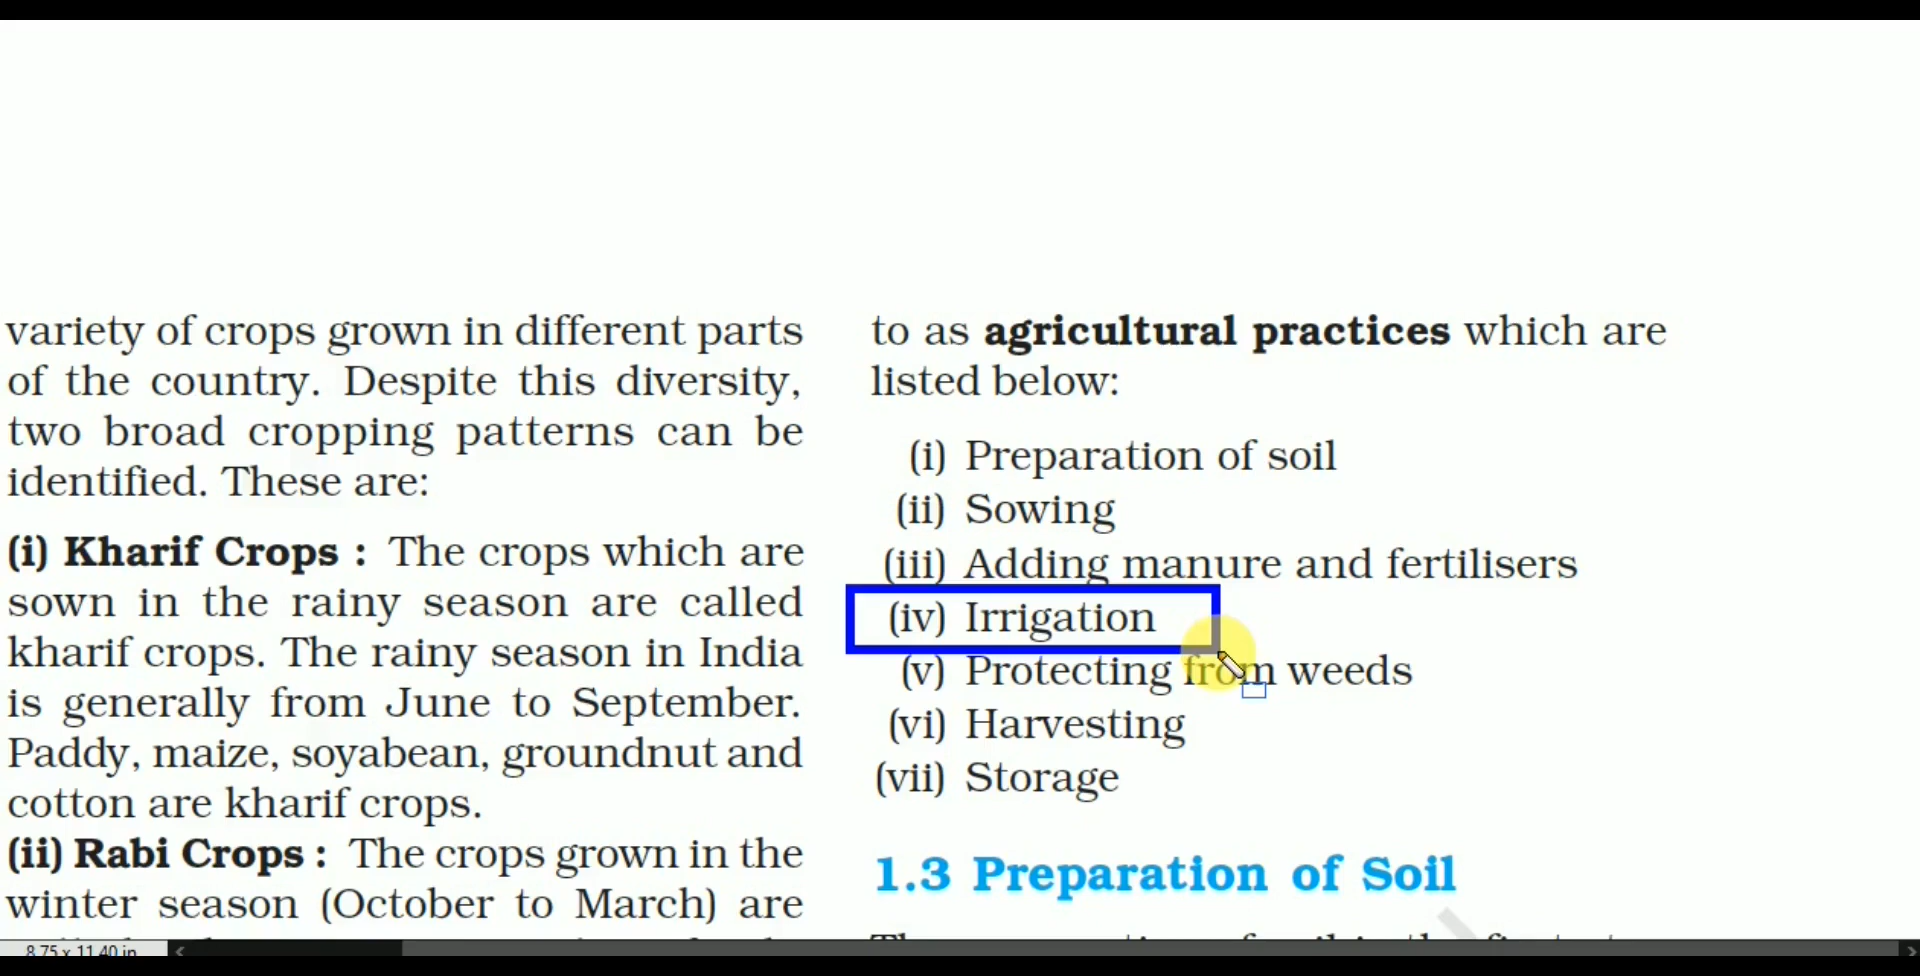 variety of crops grown in different parts
of the country. Despite this diversity,
two broad cropping patterns can be
identified. These are:
(i) Kharif Crops : The crops which are
sown in the rainy season are called
kharif crops. The rainy season in India
is generally from June to September.
Paddy, maize, soyabean, groundnut and
cotton are kharif crops.
(ii) Rabi Crops : The crops grown in the
winter season (October to March) are
to as agricultural practices which are
listed below:
(i) Preparation of soil
(ii) Sowing
(iii) Adding manure and fertilisers
(iv) Irrigation
(v) Protecting from weeds
(vi) Harvesting
(vii) Storage
1.3 Preparation of Soil
8.75 x 11.40 in